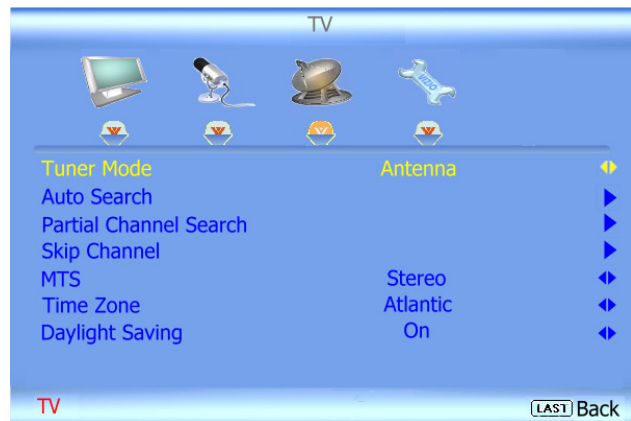 TV
VIZIO
Tuner Mode Antenna
Auto Search
Partial Channel Search
Skip Channel
MTS Stereo
Time Zone Atlantic
Daylight Saving On
TV LAST Back